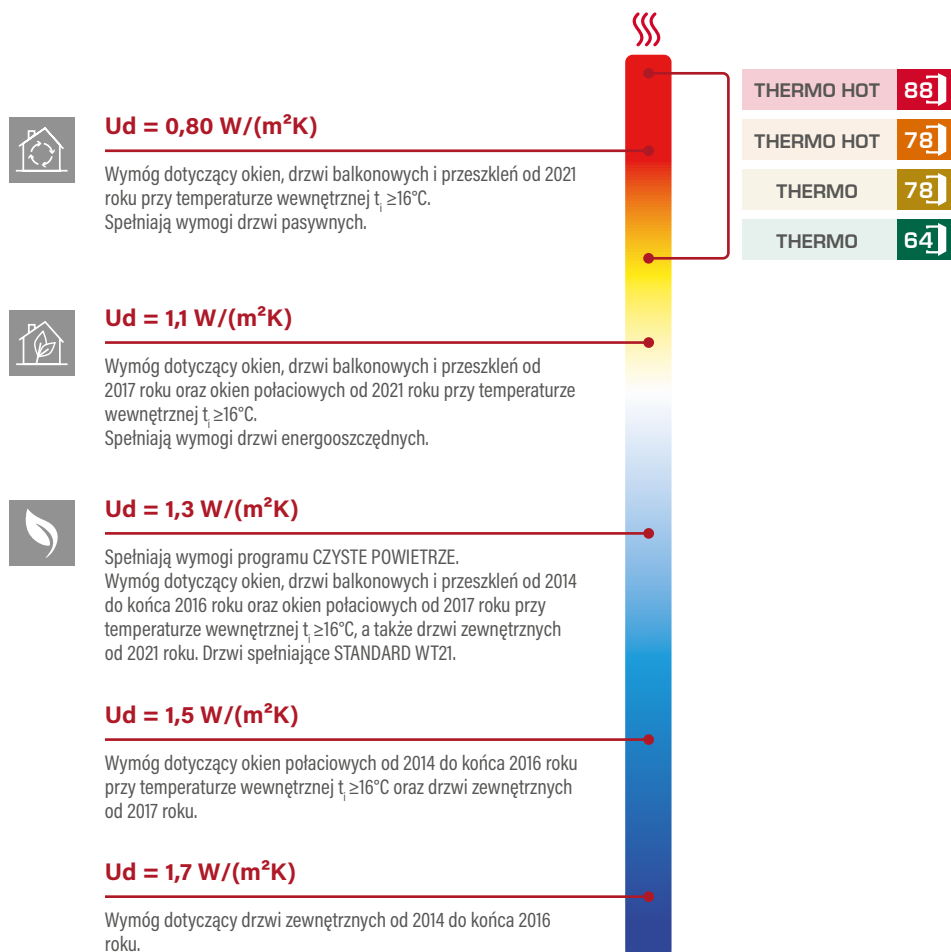 THERMO HOT 88
THERMO HOT 78
THERMO 78
THERMO 64
Ud = 0,80 W/(m²K)
Wymóg dotyczący okien, drzwi balkonowych i przeszkleń od 2021
roku przy temperaturze wewnętrznej tᵢ ≥16°C.
Spełniają wymogi drzwi pasywnych.
Ud = 1,1 W/(m²K)
Wymóg dotyczący okien, drzwi balkonowych i przeszkleń od
2017 roku oraz okien połaciowych od 2021 roku przy temperaturze
wewnętrznej tᵢ ≥16°C.
Spełniają wymogi drzwi energooszczędnych.
Ud = 1,3 W/(m²K)
Spełniają wymogi programu CZYSTE POWIETRZE.
Wymóg dotyczący okien, drzwi balkonowych i przeszkleń od 2014
do końca 2016 roku oraz okien połaciowych od 2017 roku przy
temperaturze wewnętrznej tᵢ ≥16°C, a także drzwi zewnętrznych
od 2021 roku. Drzwi spełniające STANDARD WT21.
Ud = 1,5 W/(m²K)
Wymóg dotyczący okien połaciowych od 2014 do końca 2016 roku
przy temperaturze wewnętrznej tᵢ ≥16°C oraz drzwi zewnętrznych
od 2017 roku.
Ud = 1,7 W/(m²K)
Wymóg dotyczący drzwi zewnętrznych od 2014 do końca 2016
roku.